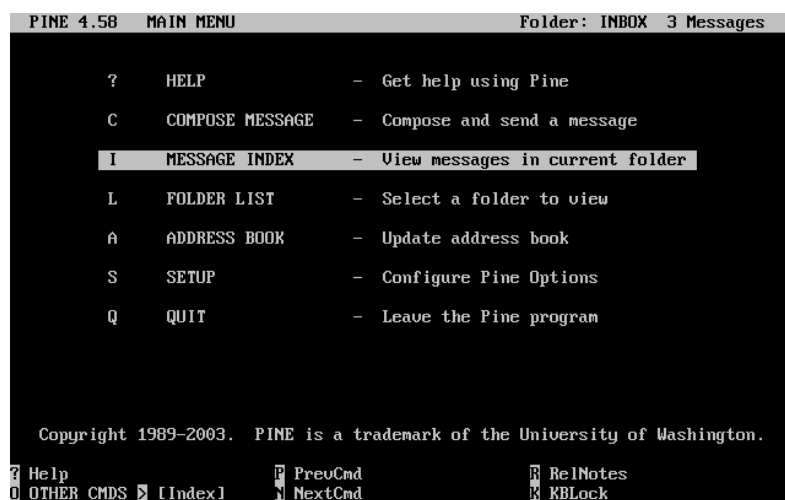 PINE 4.58 MAIN MENU Folder: INBOX 3 Messages
? HELP - Get help using Pine
C COMPOSE MESSAGE - Compose and send a message
I MESSAGE INDEX - View messages in current folder
L FOLDER LIST - Select a folder to view
A ADDRESS BOOK - Update address book
S SETUP - Configure Pine Options
Q QUIT - Leave the Pine program
Copyright 1989-2003. PINE is a trademark of the University of Washington.
? Help P PrevCmd R RelNotes
O OTHER CMDS > [Index] N NextCmd K KBLock